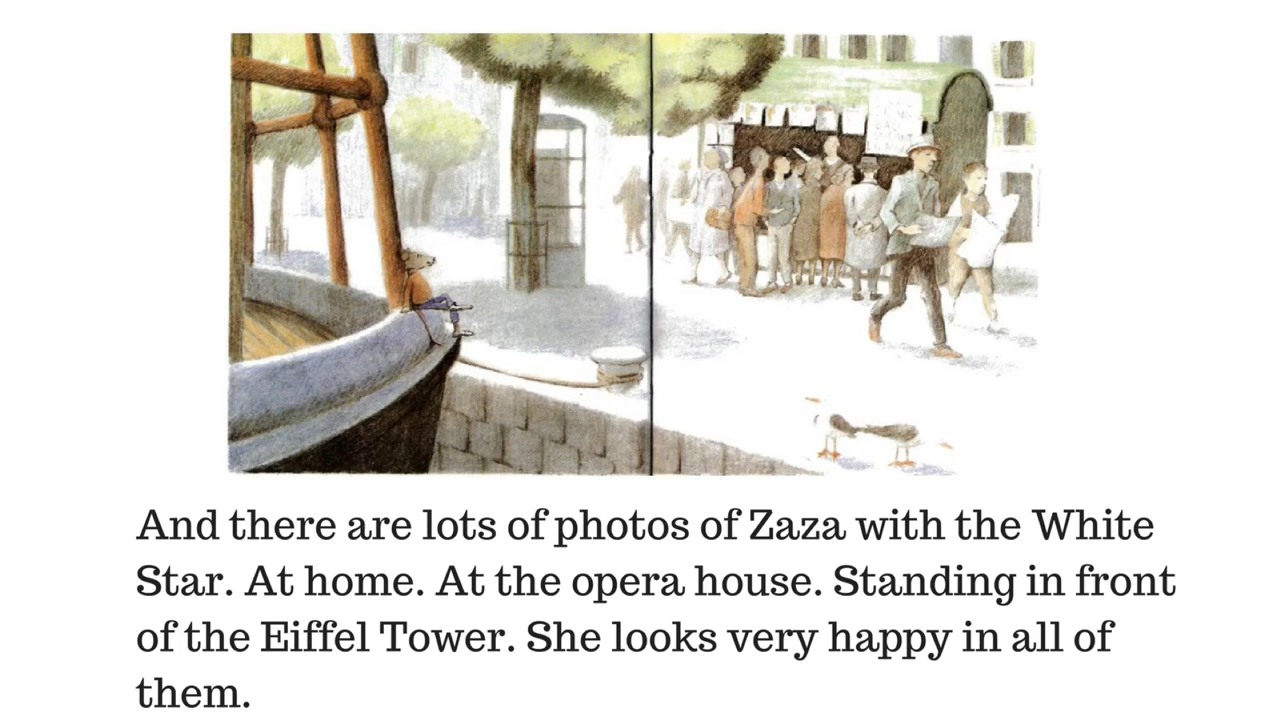 And there are lots of photos of Zaza with the White
Star. At home. At the opera house. Standing in front
of the Eiffel Tower. She looks very happy in all of
them.